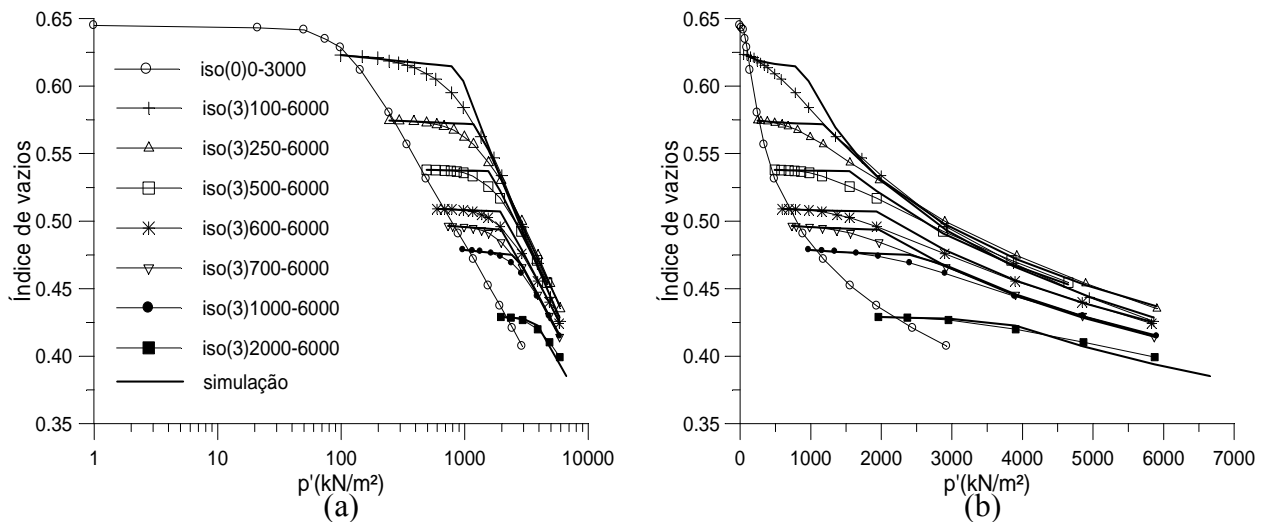 0.65
0.60
0.55
0.50
0.45
0.40
0.35
Índice de vazios
iso(0)0-3000
iso(3)100-6000
iso(3)250-6000
iso(3)500-6000
iso(3)600-6000
iso(3)700-6000
iso(3)1000-6000
iso(3)2000-6000
simulação
1 10 100 1000 10000
p'(kN/m²)
(a)
0.65
0.60
0.55
0.50
0.45
0.40
0.35
Índice de vazios
0 1000 2000 3000 4000 5000 6000 7000
p'(kN/m²)
(b)